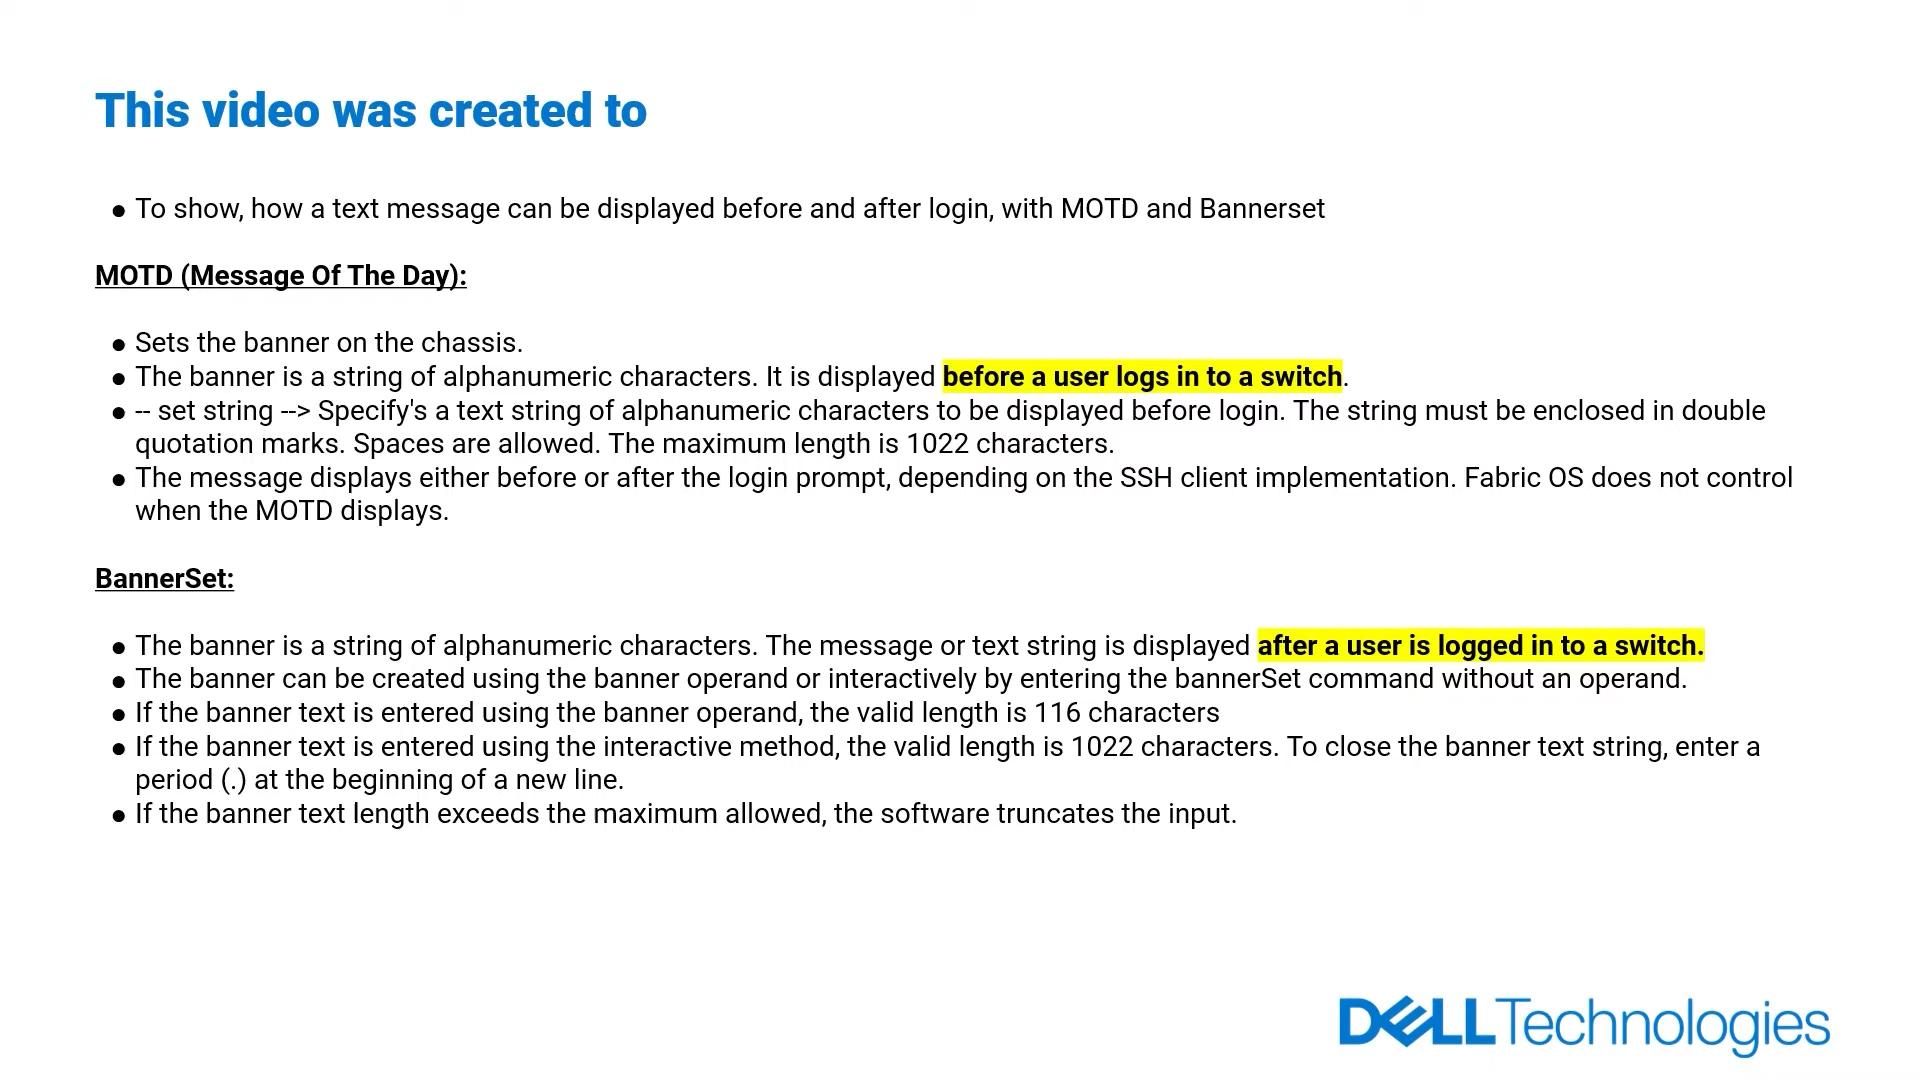 This video was created to
● To show, how a text message can be displayed before and after login, with MOTD and Bannerset
MOTD (Message Of The Day):
● Sets the banner on the chassis.
● The banner is a string of alphanumeric characters. It is displayed before a user logs in to a switch.
● -- set string --> Specify's a text string of alphanumeric characters to be displayed before login. The string must be enclosed in double
quotation marks. Spaces are allowed. The maximum length is 1022 characters.
● The message displays either before or after the login prompt, depending on the SSH client implementation. Fabric OS does not control
when the MOTD displays.
BannerSet:
● The banner is a string of alphanumeric characters. The message or text string is displayed after a user is logged in to a switch.
● The banner can be created using the banner operand or interactively by entering the bannerSet command without an operand.
● If the banner text is entered using the banner operand, the valid length is 116 characters
● If the banner text is entered using the interactive method, the valid length is 1022 characters. To close the banner text string, enter a
period (.) at the beginning of a new line.
● If the banner text length exceeds the maximum allowed, the software truncates the input.
DELL Technologies